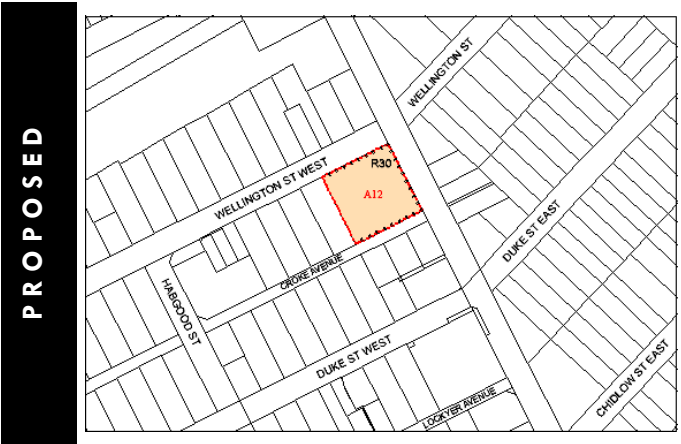 PROPOSED
WELLINGTON ST
WELLINGTON ST WEST
R30
A12
DUKE ST EAST
CROKE AVENUE
HABGOOD ST
DUKE ST WEST
CHIDLOW ST EAST
LOCKYER AVENUE